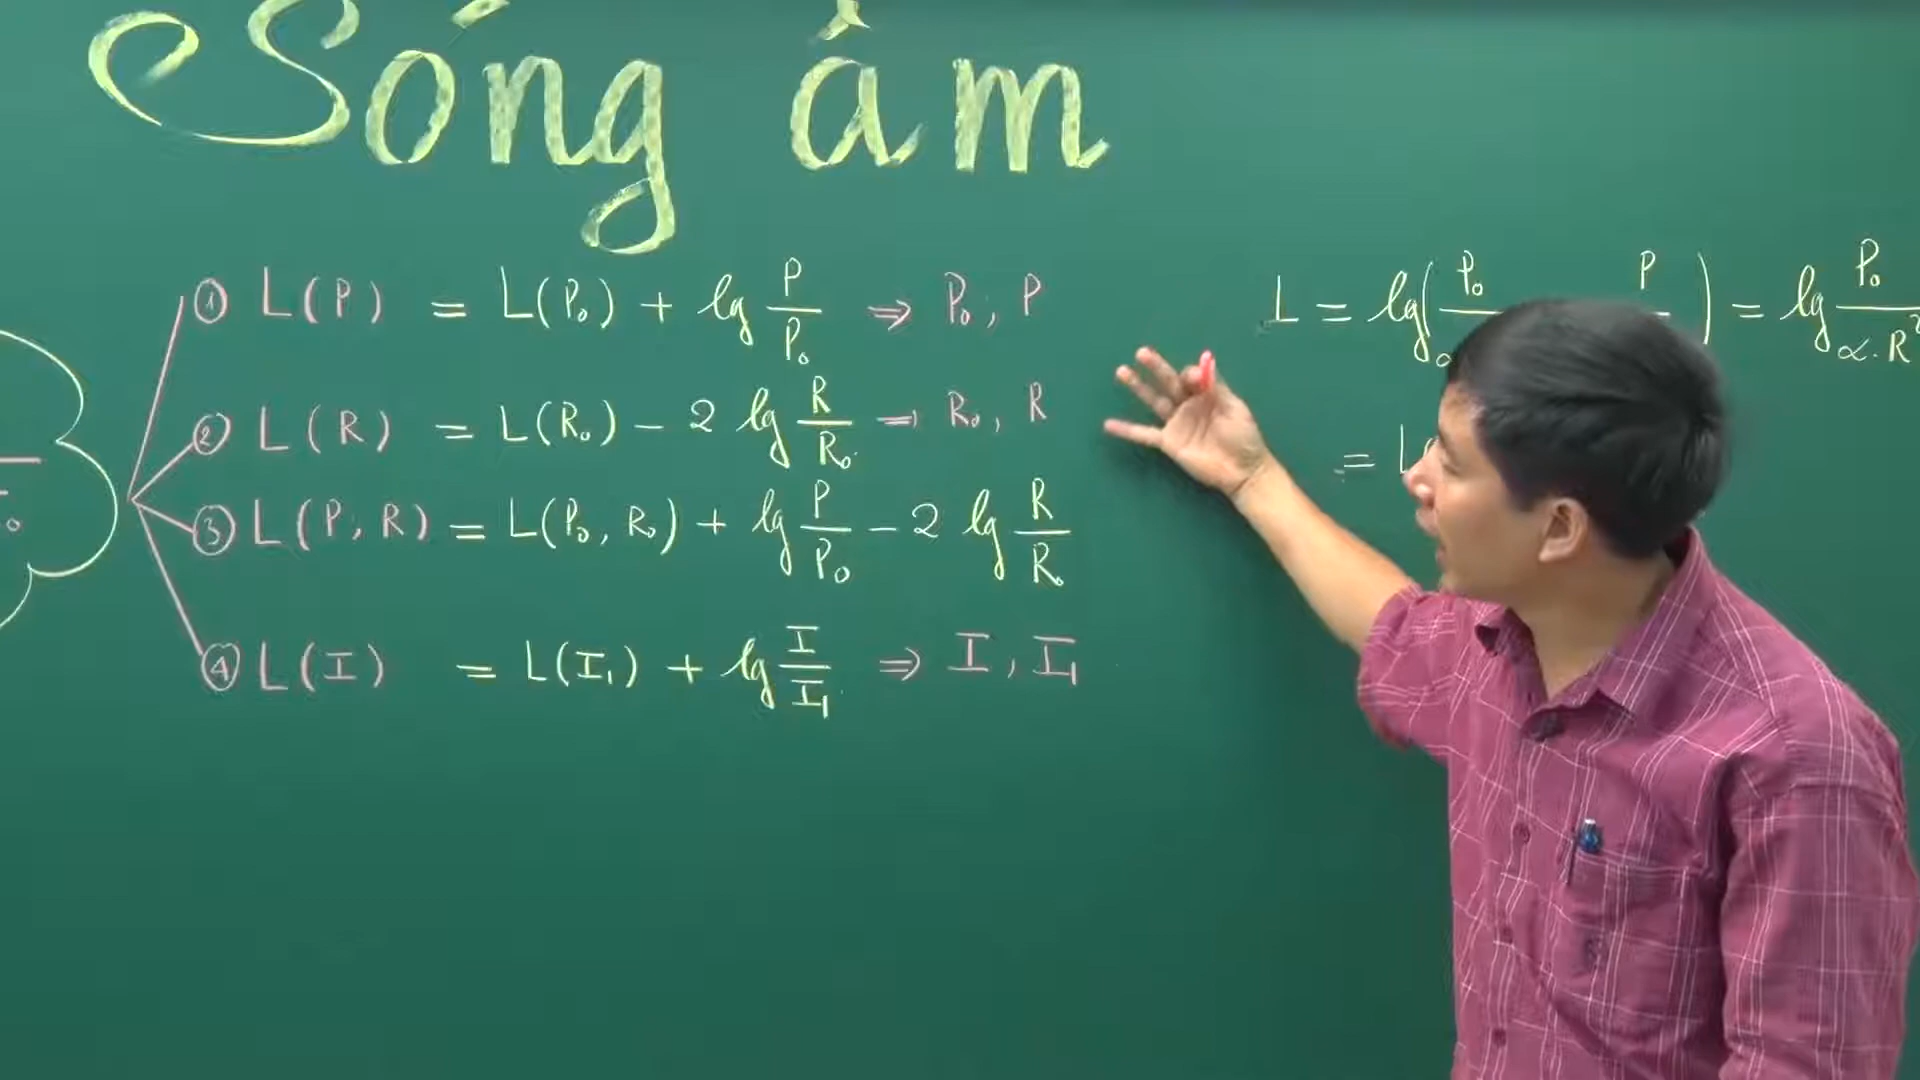 Sóng âm
① L(P) = L(P₀) + lg P/P₀ ⇒ P₀, P
② L(R) = L(R₀) − 2 lg R/R₀ ⇒ R₀, R
③ L(P, R) = L(P₀, R₀) + lg P/P₀ − 2 lg R/R₀
④ L(I) = L(I₁) + lg I/I₁ ⇒ I, I₁
L = lg( P₀ P ) = lg P₀/α.R²
= L